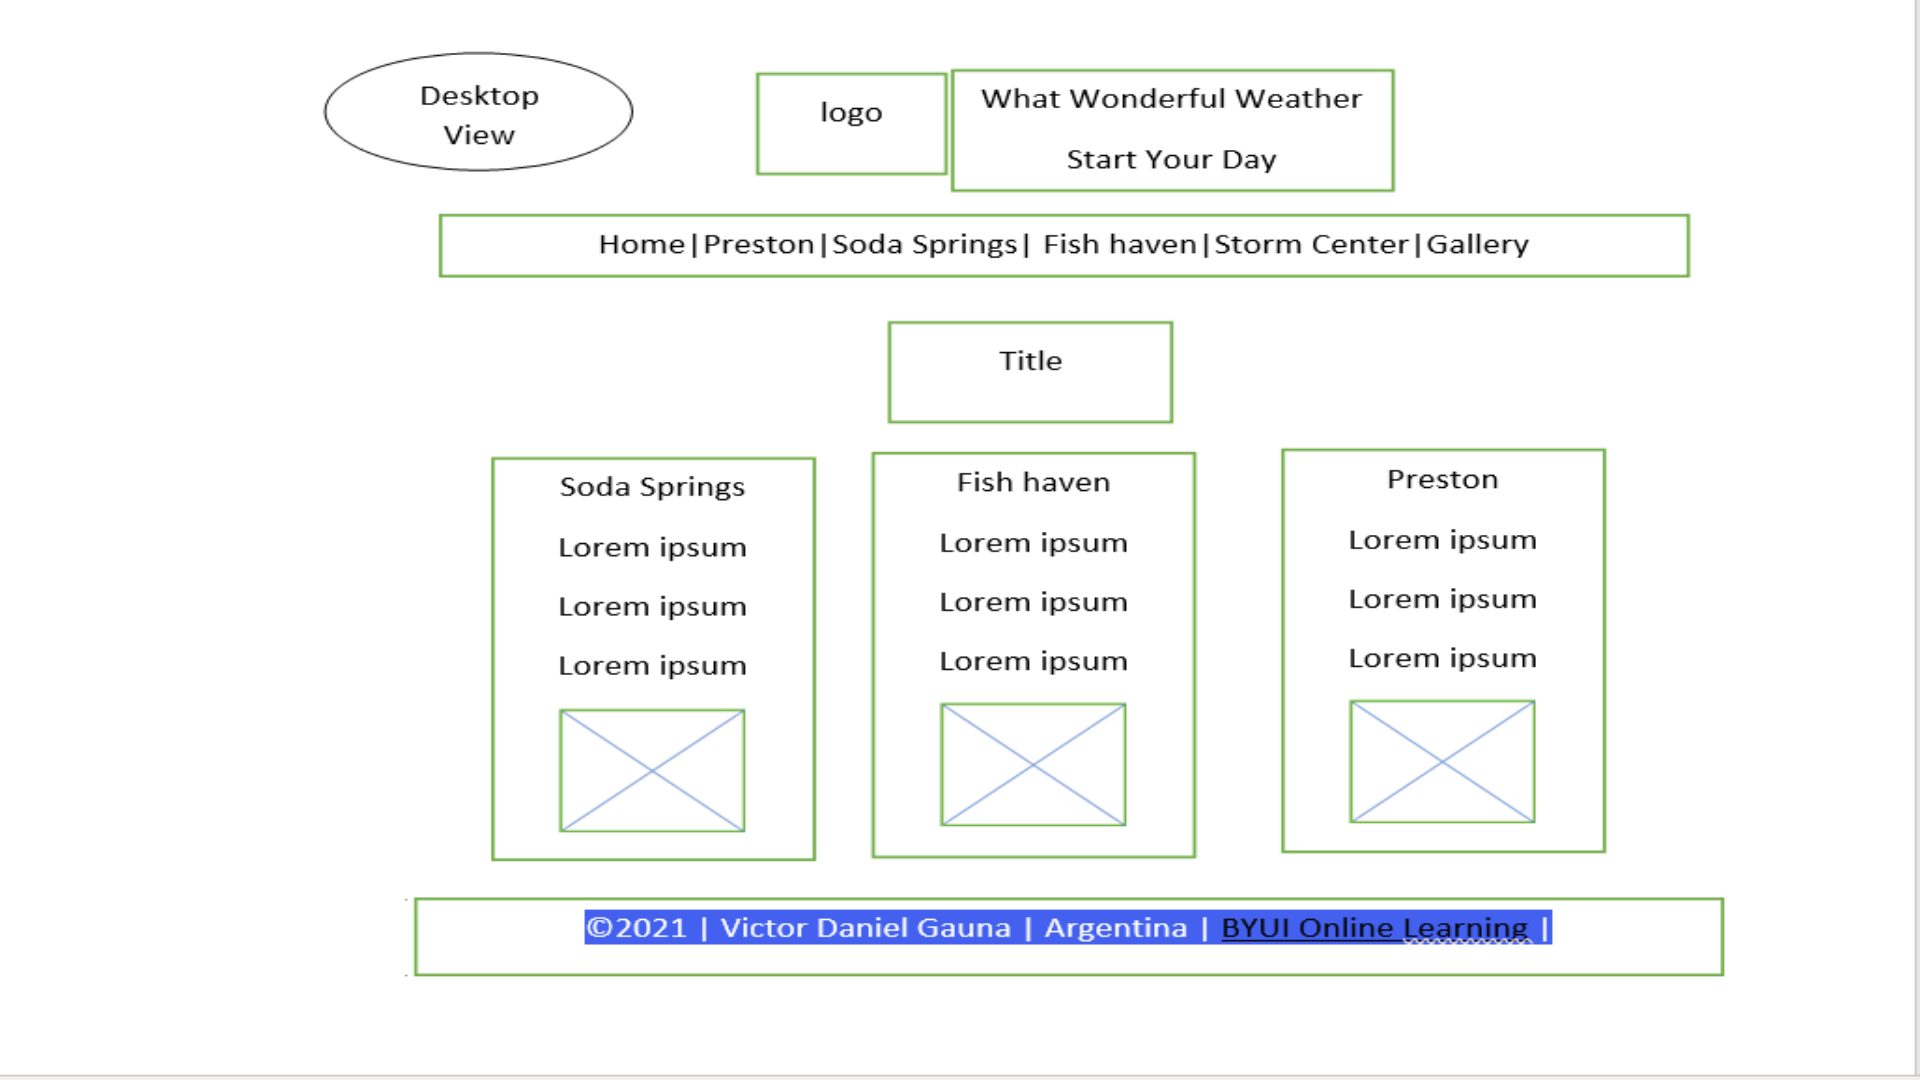 Desktop
View
logo
What Wonderful Weather
Start Your Day
Home|Preston|Soda Springs| Fish haven|Storm Center|Gallery
Title
Soda Springs
Lorem ipsum
Lorem ipsum
Lorem ipsum
Fish haven
Lorem ipsum
Lorem ipsum
Lorem ipsum
Preston
Lorem ipsum
Lorem ipsum
Lorem ipsum
©2021 | Victor Daniel Gauna | Argentina | BYUI Online Learning |